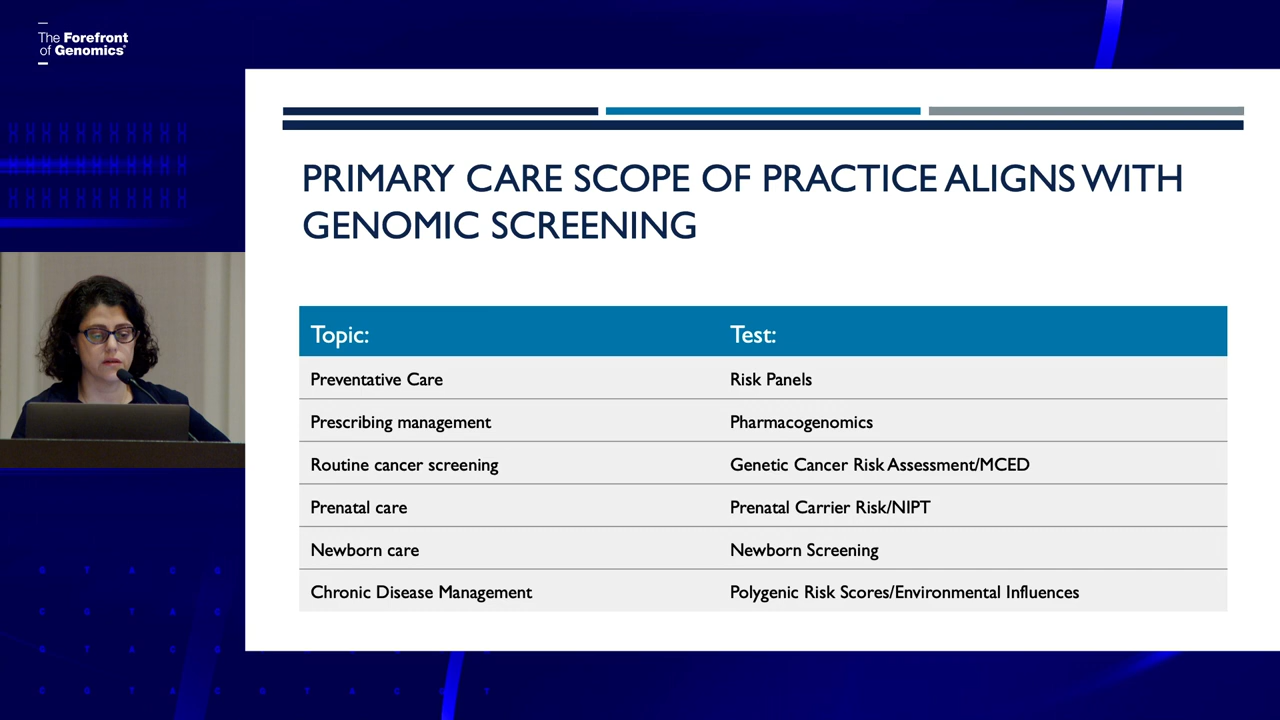 The Forefront
of Genomics®
PRIMARY CARE SCOPE OF PRACTICE ALIGNS WITH
GENOMIC SCREENING
Topic: Test:
Preventative Care Risk Panels
Prescribing management Pharmacogenomics
Routine cancer screening Genetic Cancer Risk Assessment/MCED
Prenatal care Prenatal Carrier Risk/NIPT
Newborn care Newborn Screening
Chronic Disease Management Polygenic Risk Scores/Environmental Influences